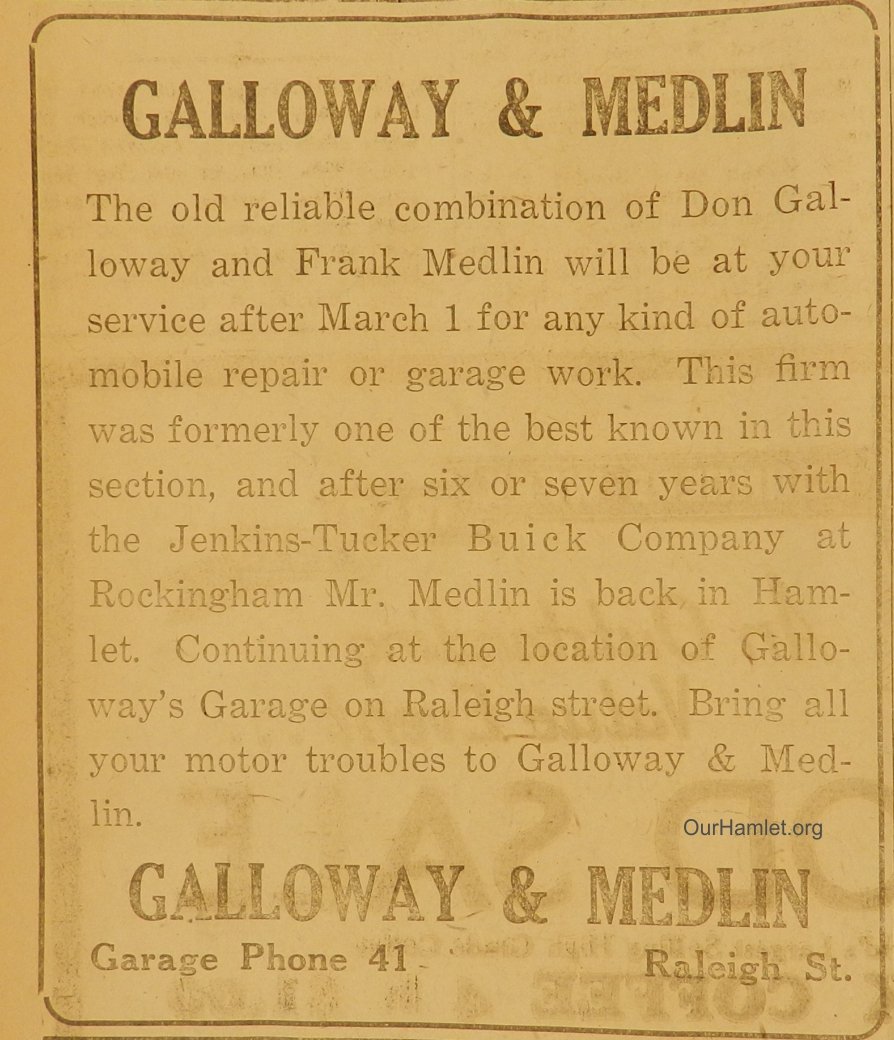 GALLOWAY & MEDLIN
The old reliable combination of Don Gal-
loway and Frank Medlin will be at your
service after March 1 for any kind of auto-
mobile repair or garage work. This firm
was formerly one of the best known in this
section, and after six or seven years with
the Jenkins-Tucker Buick Company at
Rockingham Mr. Medlin is back in Ham-
let. Continuing at the location of Gallo-
way's Garage on Raleigh street. Bring all
your motor troubles to Galloway & Med-
lin.
OurHamlet.org
GALLOWAY & MEDLIN
Garage Phone 41 Raleigh St.